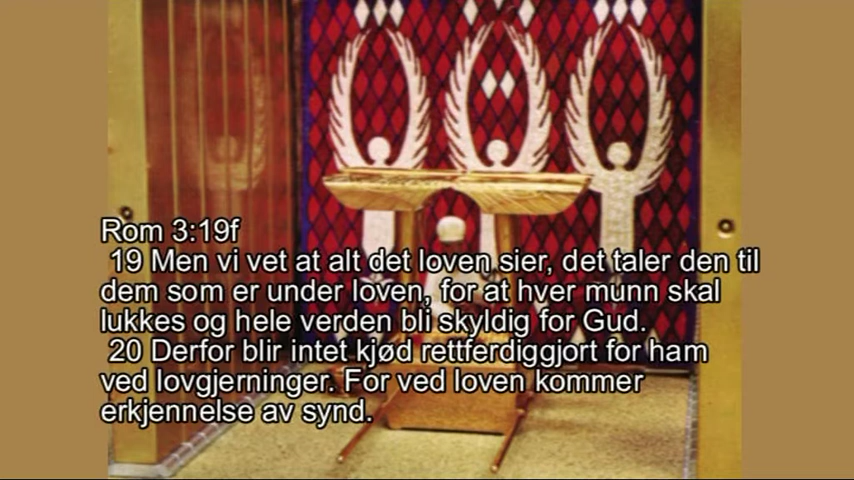 Rom 3:19f
19 Men vi vet at alt det loven sier, det taler den til
dem som er under loven, for at hver munn skal
lukkes og hele verden bli skyldig for Gud.
20 Derfor blir intet kjød rettferdiggjort for ham
ved lovgjerninger. For ved loven kommer
erkjennelse av synd.